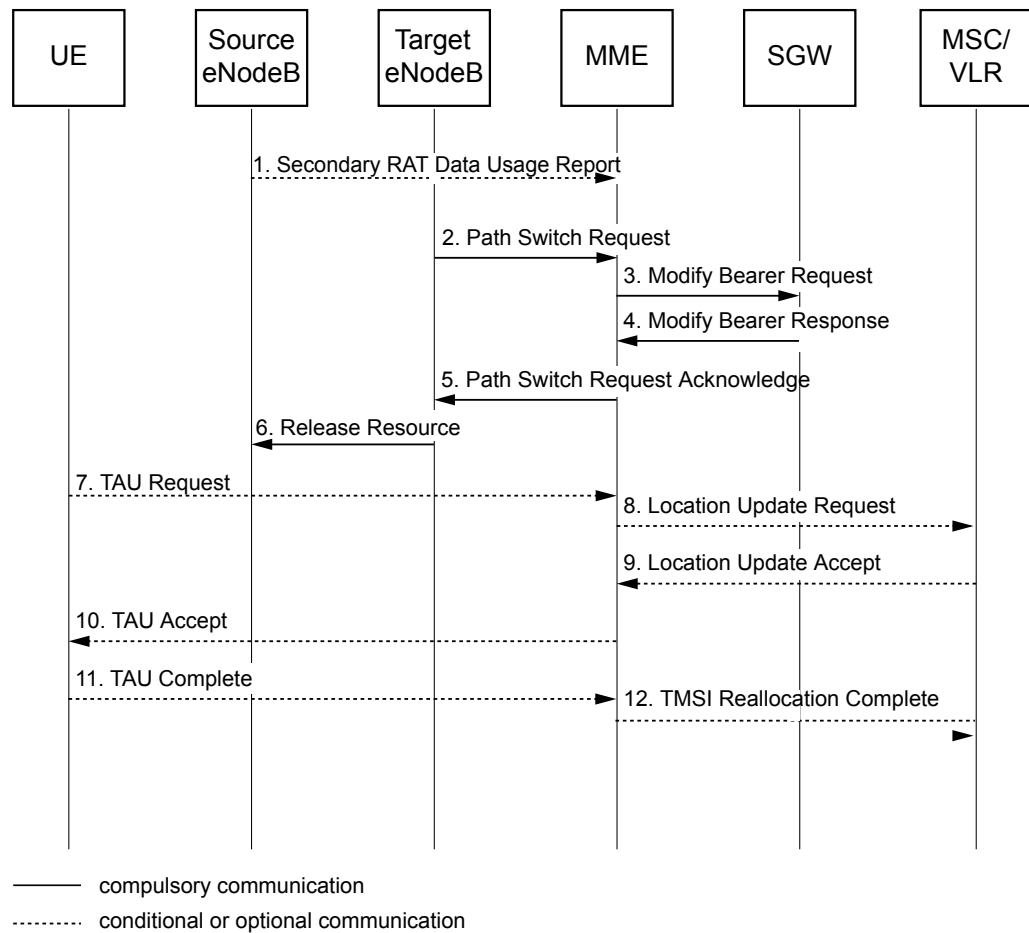 UE
Source
eNodeB
Target
eNodeB
MME
SGW
MSC/
VLR
1. Secondary RAT Data Usage Report
2. Path Switch Request
3. Modify Bearer Request
4. Modify Bearer Response
5. Path Switch Request Acknowledge
6. Release Resource
7. TAU Request
8. Location Update Request
9. Location Update Accept
10. TAU Accept
11. TAU Complete
12. TMSI Reallocation Complete
compulsory communication
conditional or optional communication